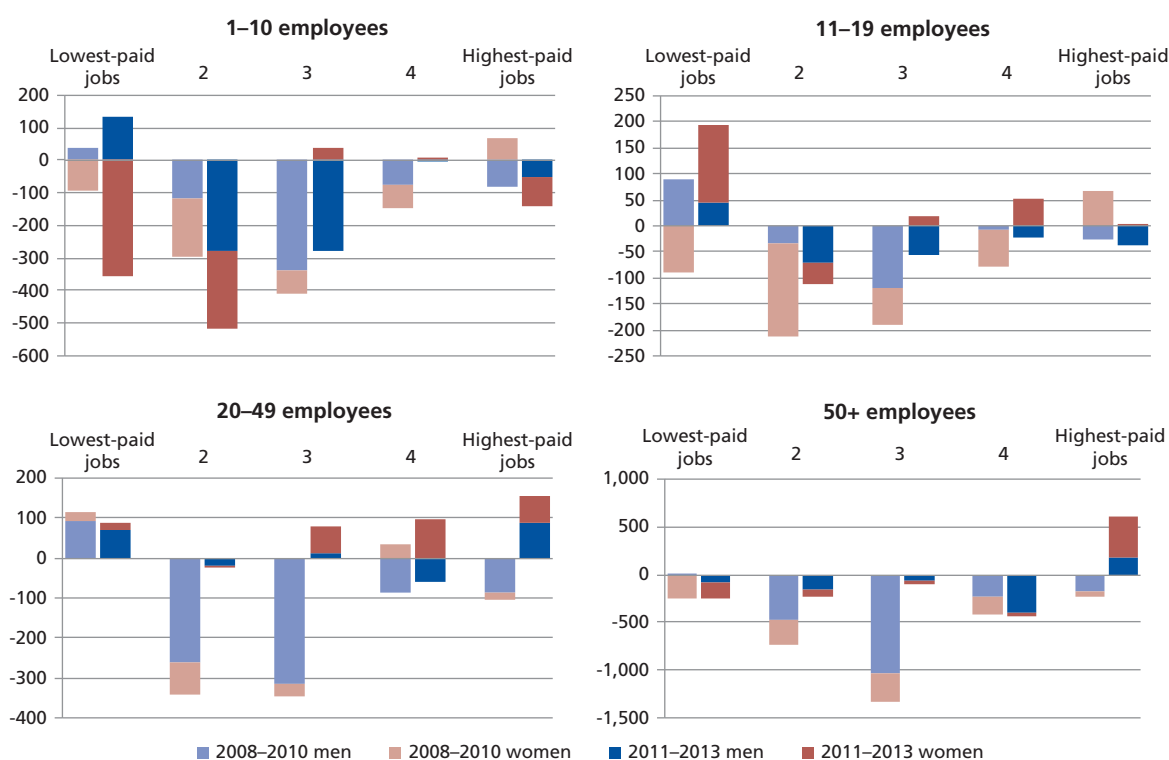 1–10 employees
Lowest-paid
jobs
2
3
4
Highest-paid
jobs
200
100
0
-100
-200
-300
-400
-500
-600
11–19 employees
Lowest-paid
jobs
2
3
4
Highest-paid
jobs
250
200
150
100
50
0
-50
-100
-150
-200
-250
20–49 employees
Lowest-paid
jobs
2
3
4
Highest-paid
jobs
200
100
0
-100
-200
-300
-400
50+ employees
Lowest-paid
jobs
2
3
4
Highest-paid
jobs
1,000
500
0
-500
-1,000
-1,500
2008–2010 men 2008–2010 women 2011–2013 men 2011–2013 women